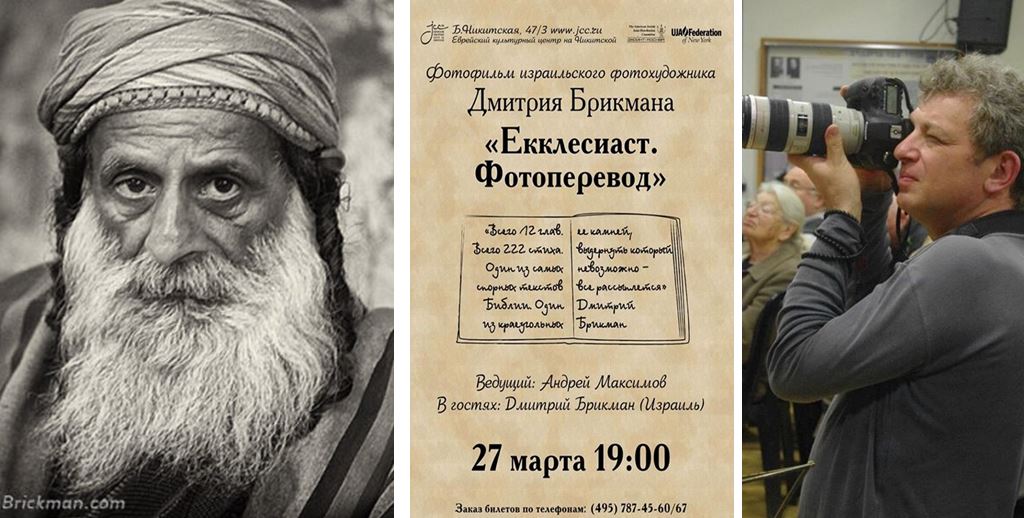 Brickman.com
jcc
Б.Никитская, 47/3 www.jcc.ru
Еврейский культурный центр на Никитской
UJA Federation
of New York
Фотофильм израильского фотохудожника
Дмитрия Брикмана
«Екклесиаст.
Фотоперевод»
«Всего 12 глав.
Всего 222 стиха.
Один из самых
спорных текстов
Библии. Один
из краеугольных
ее камней,
выдернуть который
невозможно –
все рассыплется»
Дмитрий
Брикман
Ведущий: Андрей Максимов
В гостях: Дмитрий Брикман (Израиль)
27 марта 19:00
Заказ билетов по телефонам: (495) 787-45-60/67